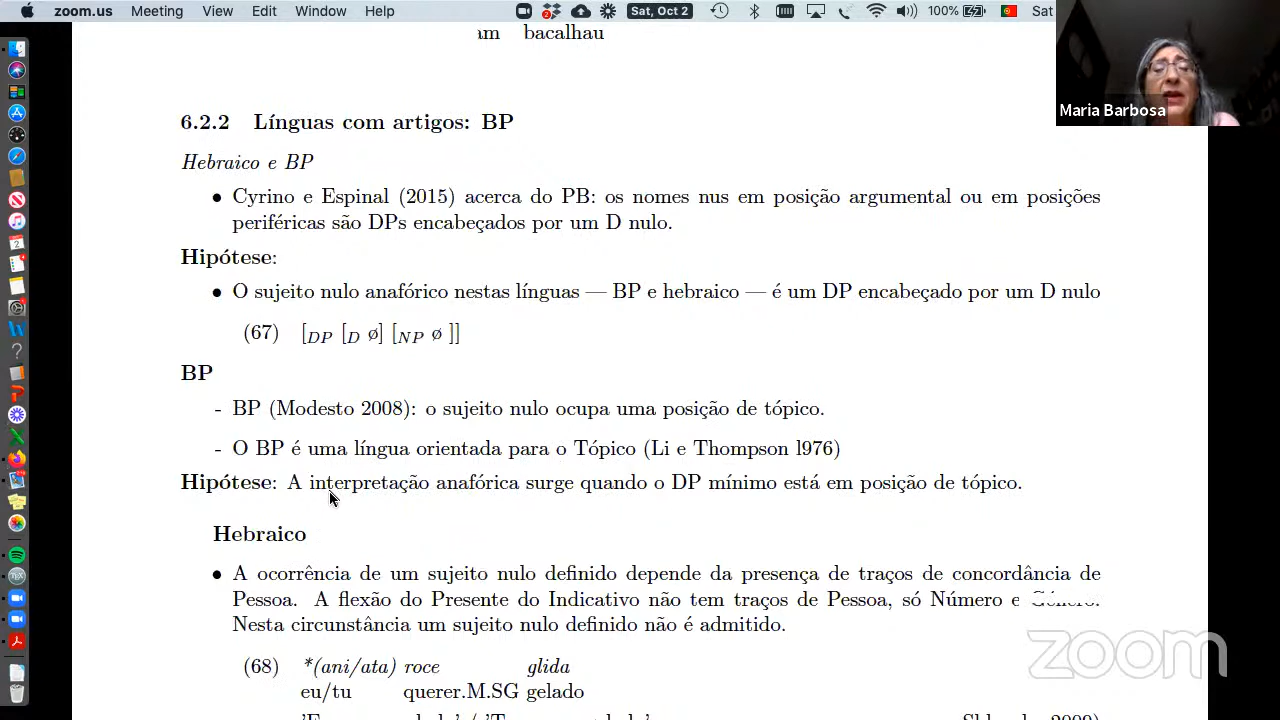 zoom.us Meeting View Edit Window Help Sat, Oct 2 100% Sat
am bacalhau
Maria Barbosa
6.2.2 Línguas com artigos: BP
Hebraico e BP
• Cyrino e Espinal (2015) acerca do PB: os nomes nus em posição argumental ou em posições
periféricas são DPs encabeçados por um D nulo.
Hipótese:
• O sujeito nulo anafórico nestas línguas — BP e hebraico — é um DP encabeçado por um D nulo
(67) [DP [D ø] [NP ø ]]
BP
- BP (Modesto 2008): o sujeito nulo ocupa uma posição de tópico.
- O BP é uma língua orientada para o Tópico (Li e Thompson l976)
Hipótese: A interpretação anafórica surge quando o DP mínimo está em posição de tópico.
Hebraico
• A ocorrência de um sujeito nulo definido depende da presença de traços de concordância de
Pessoa. A flexão do Presente do Indicativo não tem traços de Pessoa, só Número e Género.
Nesta circunstância um sujeito nulo definido não é admitido.
(68) *(ani/ata) roce glida
eu/tu querer.M.SG gelado
zoom